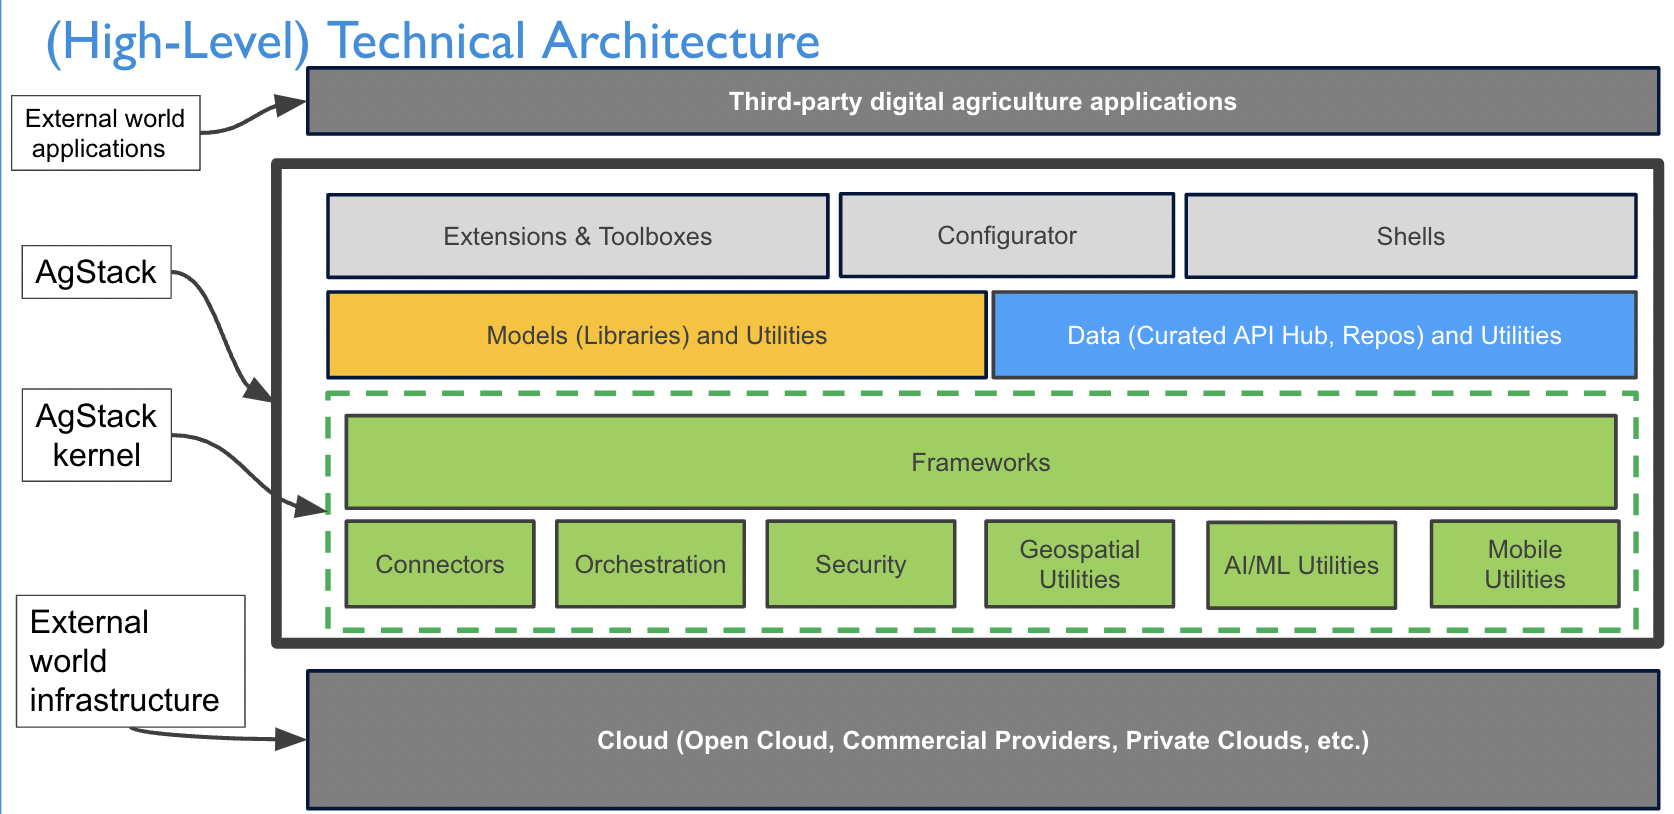 (High-Level) Technical Architecture
Third-party digital agriculture applications
External world
applications
Extensions & Toolboxes
Configurator
Shells
AgStack
Models (Libraries) and Utilities
Data (Curated API Hub, Repos) and Utilities
AgStack
kernel
Frameworks
Connectors
Orchestration
Security
Geospatial
Utilities
AI/ML Utilities
Mobile
Utilities
External
world
infrastructure
Cloud (Open Cloud, Commercial Providers, Private Clouds, etc.)